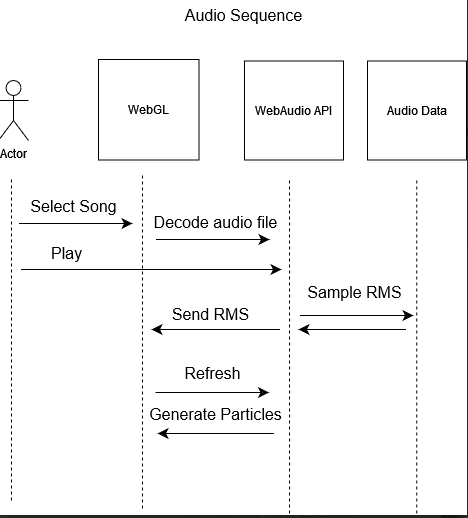 Audio Sequence
WebGL
WebAudio API
Audio Data
Actor
Select Song
Decode audio file
Play
Sample RMS
Send RMS
Refresh
Generate Particles